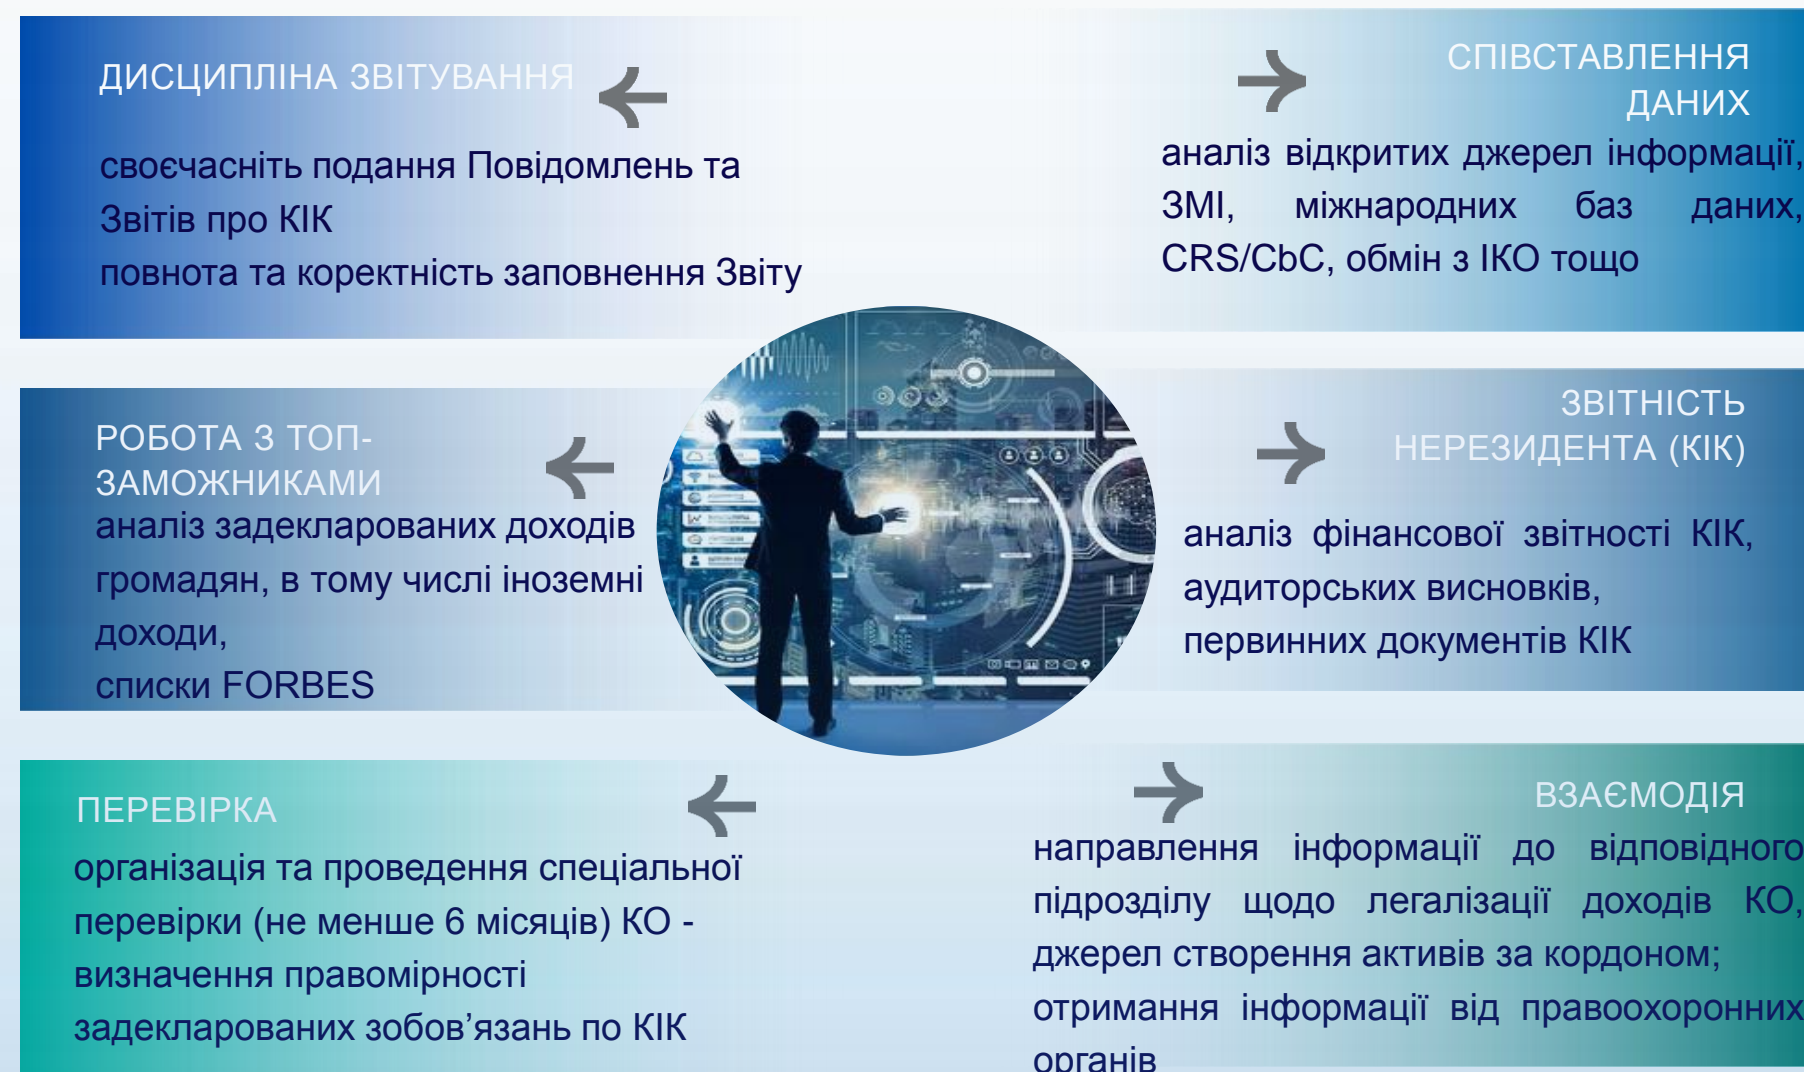 ДИСЦИПЛІНА ЗВІТУВАННЯ
своєчасніть подання Повідомлень та
Звітів про КІК
повнота та коректність заповнення Звіту
СПІВСТАВЛЕННЯ
ДАНИХ
аналіз відкритих джерел інформації,
ЗМІ, міжнародних баз даних,
CRS/CbC, обмін з ІКО тощо
РОБОТА З ТОП-
ЗАМОЖНИКАМИ
аналіз задекларованих доходів
громадян, в тому числі іноземні
доходи,
списки FORBES
ЗВІТНІСТЬ
НЕРЕЗИДЕНТА (КІК)
аналіз фінансової звітності КІК,
аудиторських висновків,
первинних документів КІК
ПЕРЕВІРКА
організація та проведення спеціальної
перевірки (не менше 6 місяців) КО -
визначення правомірності
задекларованих зобов’язань по КІК
ВЗАЄМОДІЯ
направлення інформації до відповідного
підрозділу щодо легалізації доходів КО,
джерел створення активів за кордоном;
отримання інформації від правоохоронних
органів